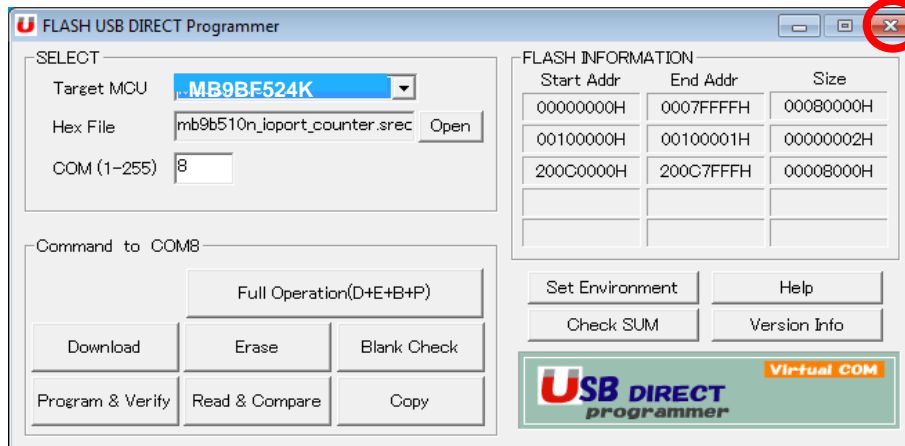 FLASH USB DIRECT Programmer
SELECT
Target MCU MB9BF524K
Hex File mb9b510n_ioport_counter.srec Open
COM (1-255) 8
Command to COM8
Full Operation(D+E+B+P)
Download Erase Blank Check
Program & Verify Read & Compare Copy
FLASH INFORMATION
Start Addr End Addr Size
00000000H 0007FFFFH 00080000H
00100000H 00100001H 00000002H
200C0000H 200C7FFFH 00008000H
Set Environment Help
Check SUM Version Info
Virtual COM
USB DIRECT
programmer